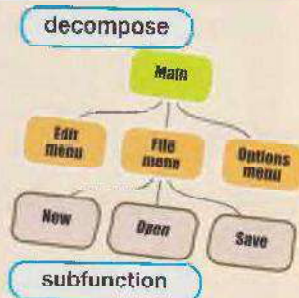 decompose
Main
Edit
menu
File
menu
Options
menu
New
Open
Save
subfunction